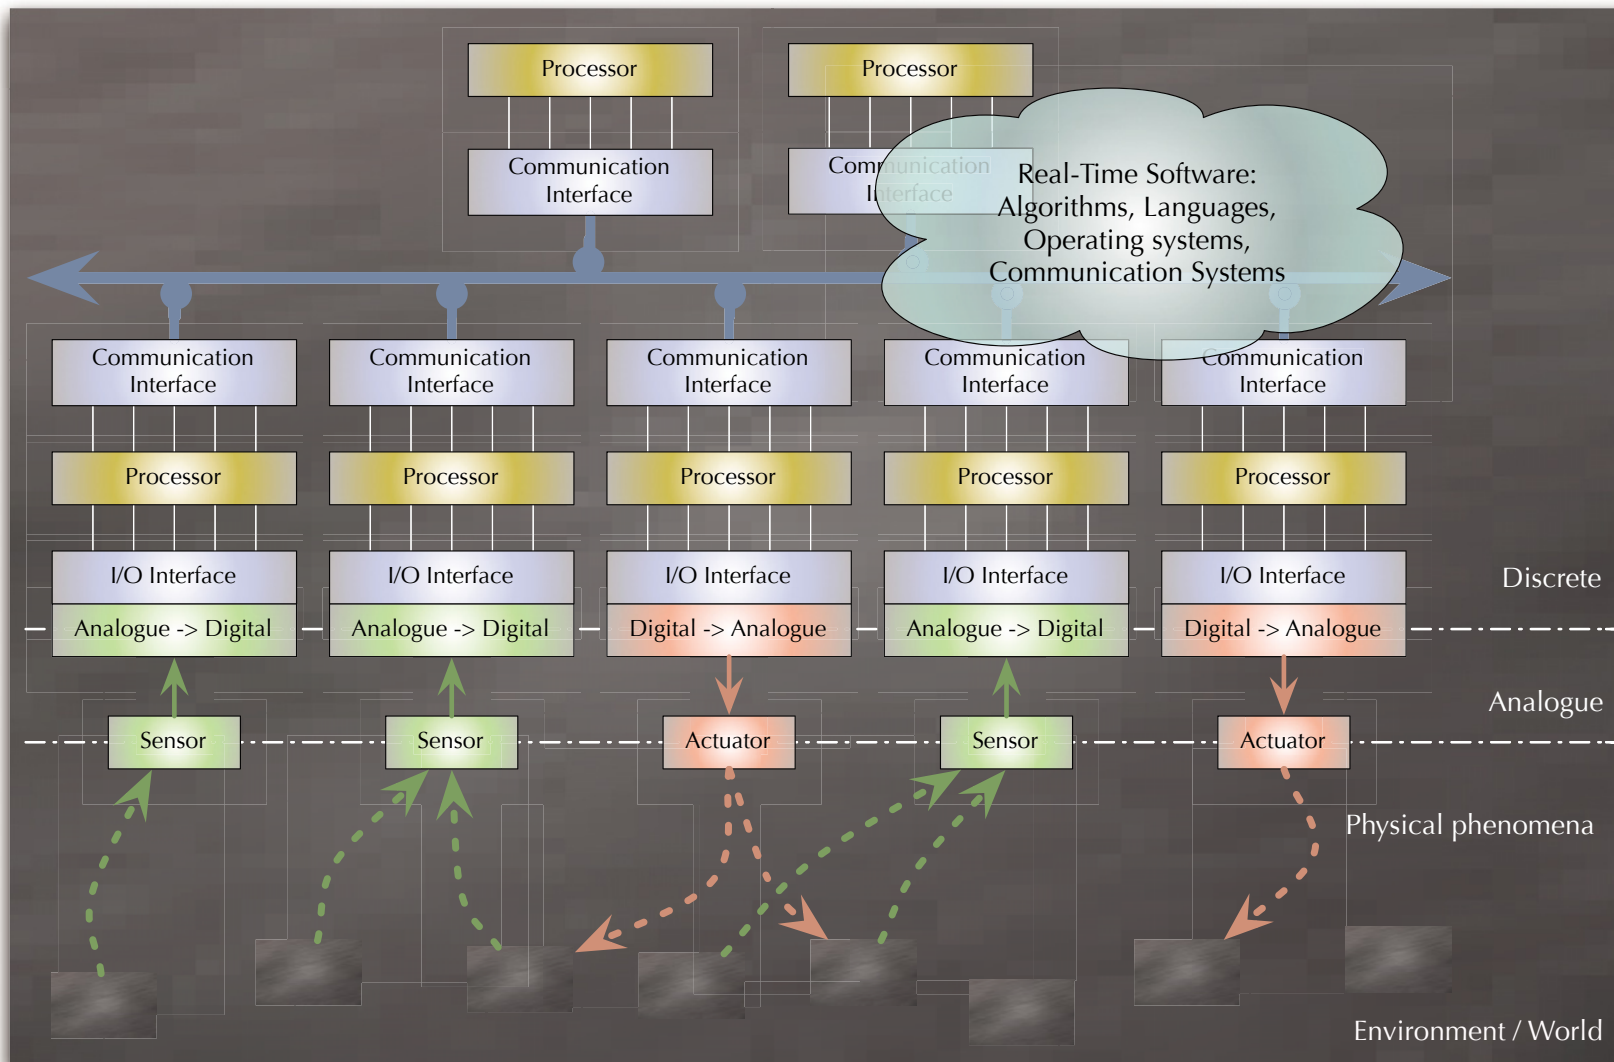 Processor
Processor
Communication
Interface
Communication
Interface
Real-Time Software:
Algorithms, Languages,
Operating systems,
Communication Systems
Communication
Interface
Communication
Interface
Communication
Interface
Communication
Interface
Communication
Interface
Processor
Processor
Processor
Processor
Processor
I/O Interface
I/O Interface
I/O Interface
I/O Interface
I/O Interface
Discrete
Analogue -> Digital
Analogue -> Digital
Digital -> Analogue
Analogue -> Digital
Digital -> Analogue
Analogue
Sensor
Sensor
Actuator
Sensor
Actuator
Physical phenomena
Environment / World